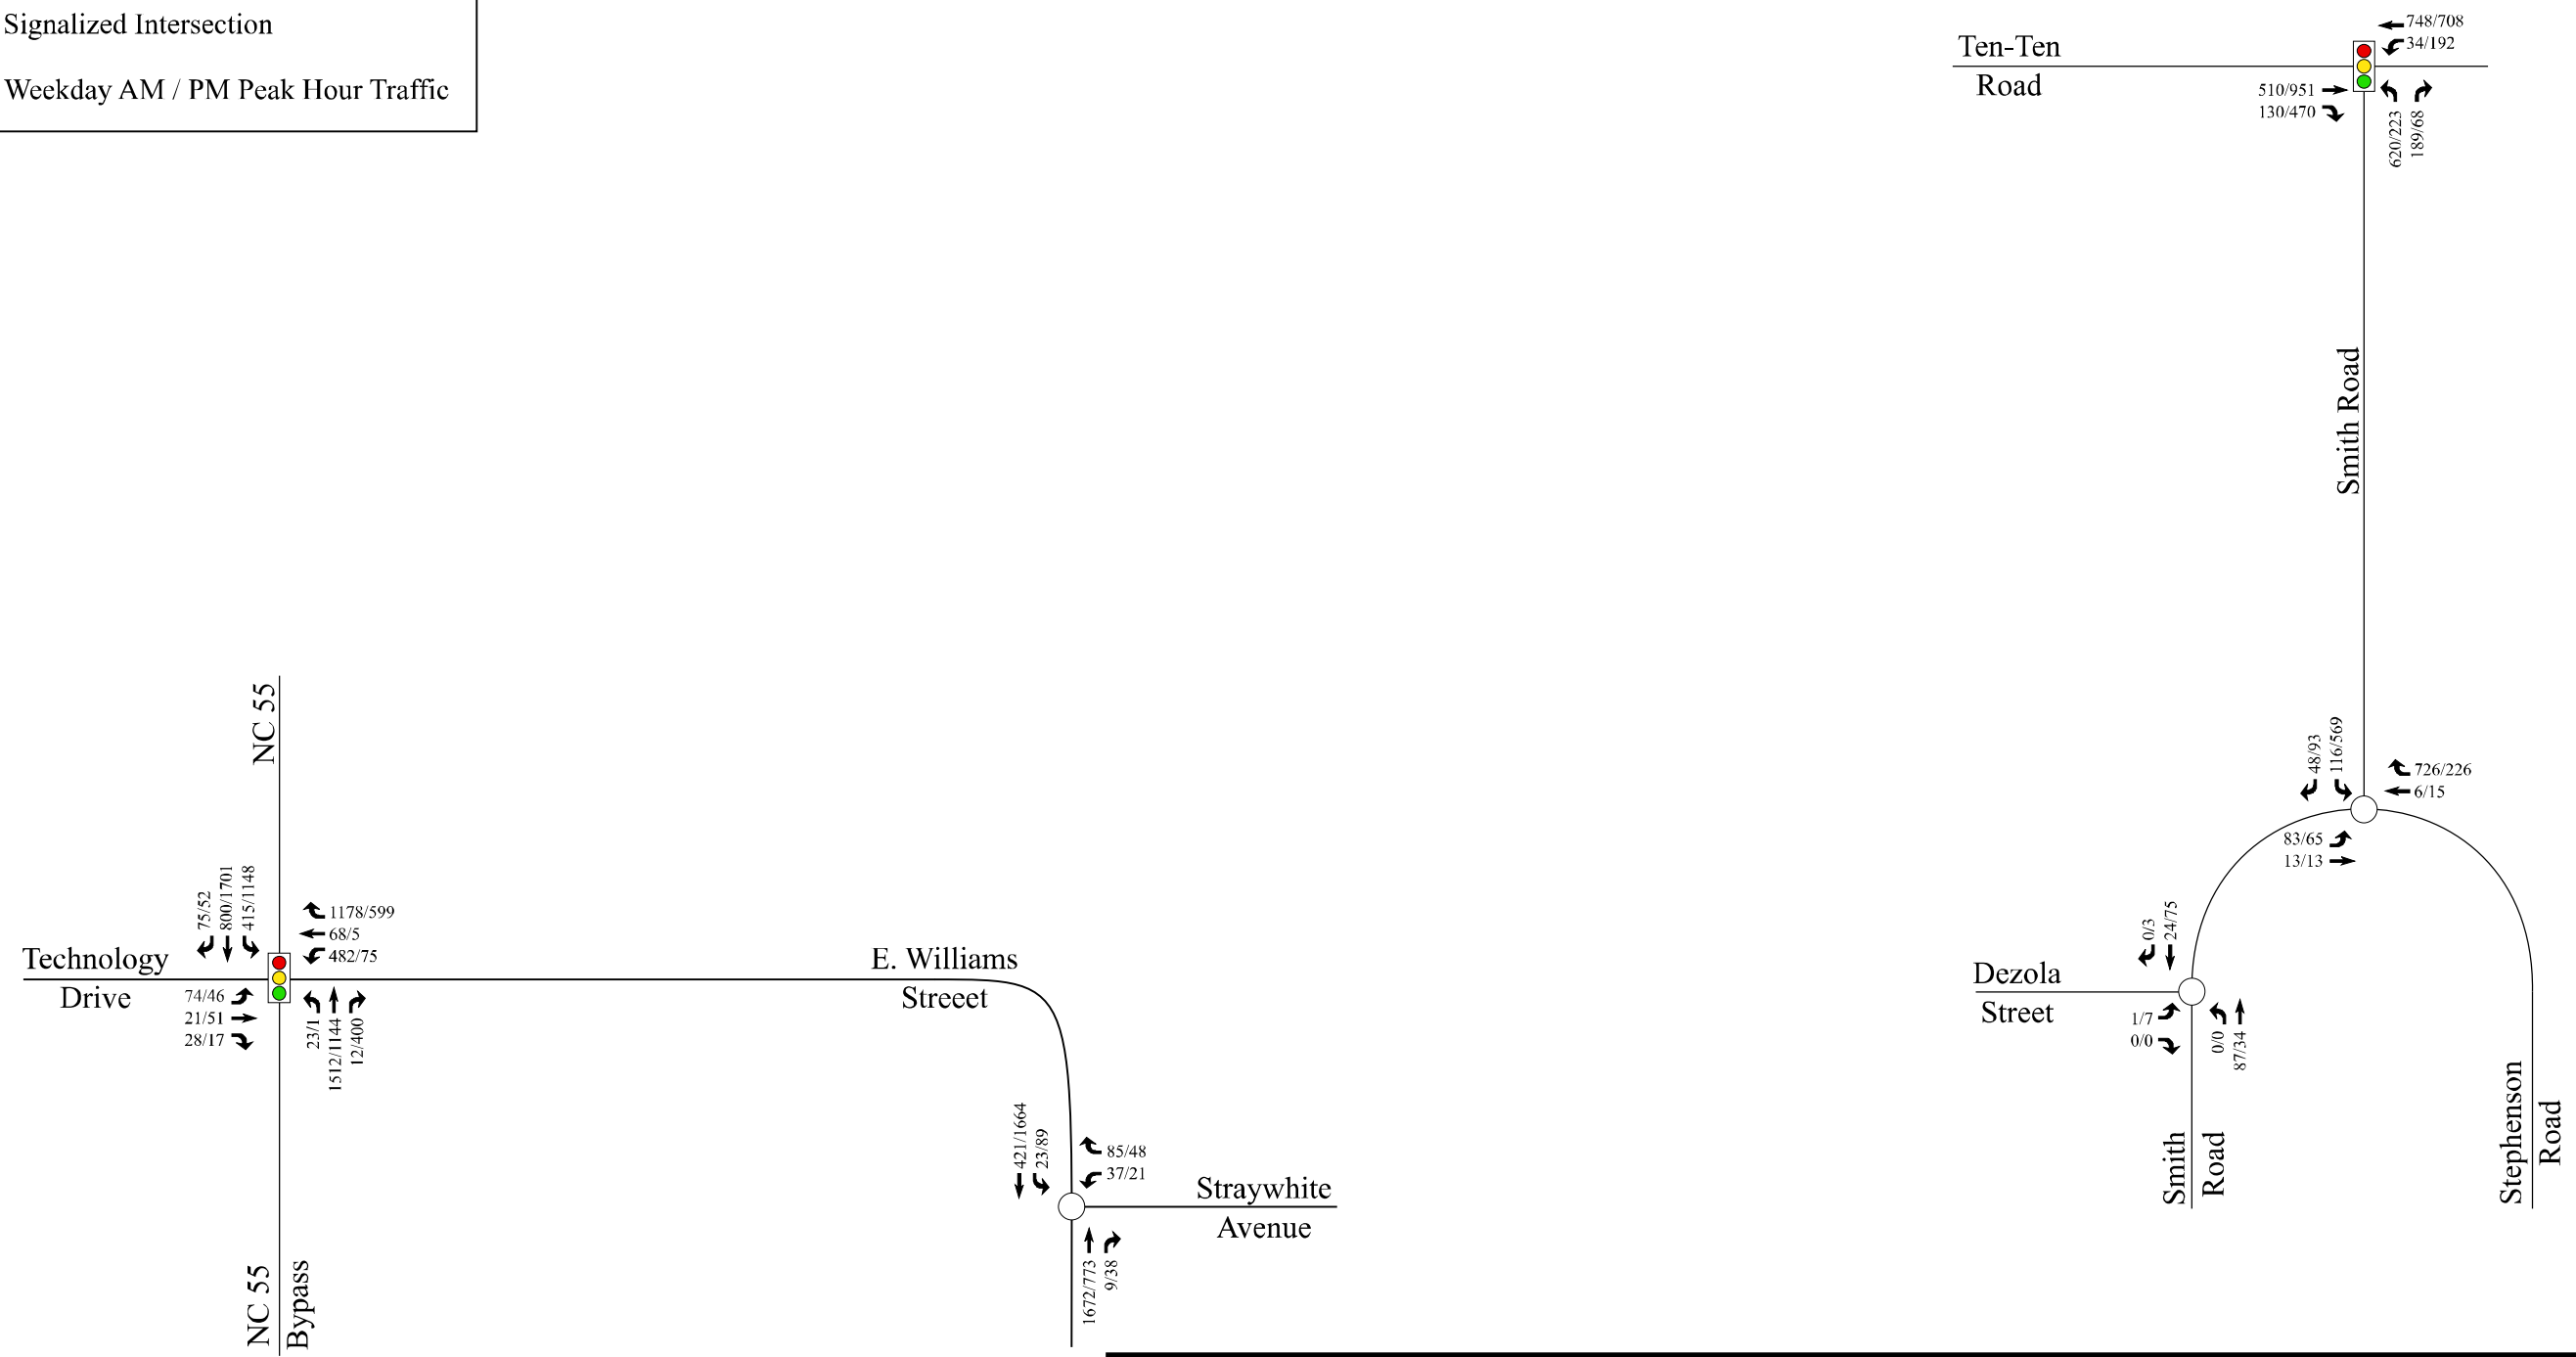 Signalized Intersection
Weekday AM / PM Peak Hour Traffic
Ten-Ten
Road
748/708
34/192
510/951
130/470
620/223
189/68
Smith Road
48/93
116/569
726/226
6/15
83/65
13/13
NC 55
75/52
800/1701
415/1148
1178/599
68/5
482/75
Technology
Drive
74/46
21/51
28/17
23/1
1512/1144
12/400
E. Williams
Streeet
421/1664
23/89
85/48
37/21
Straywhite
Avenue
1672/773
9/38
NC 55
Bypass
0/3
24/75
Dezola
Street
1/7
0/0
0/0
87/34
Smith
Road
Stephenson
Road